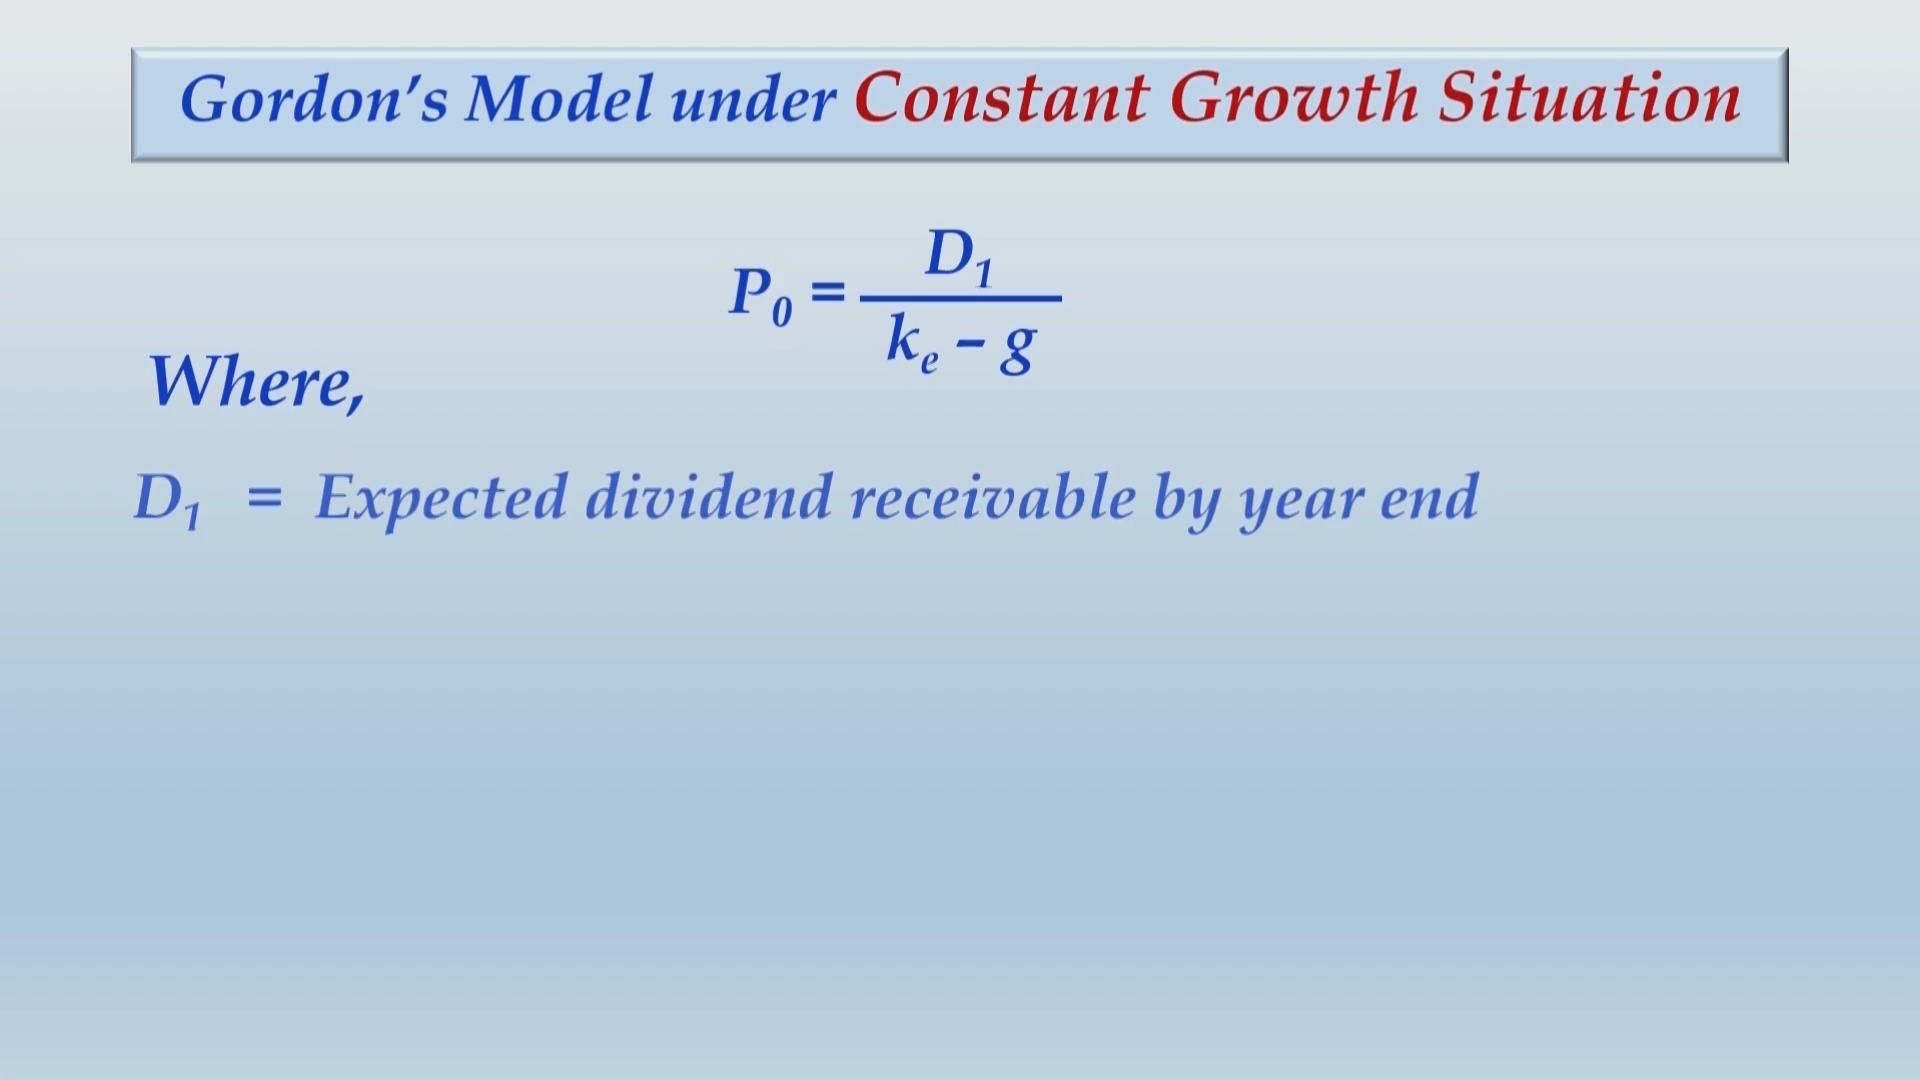 Gordon's Model under Constant Growth Situation
P₀ = D₁ / kₑ – g
Where,
D₁ = Expected dividend receivable by year end